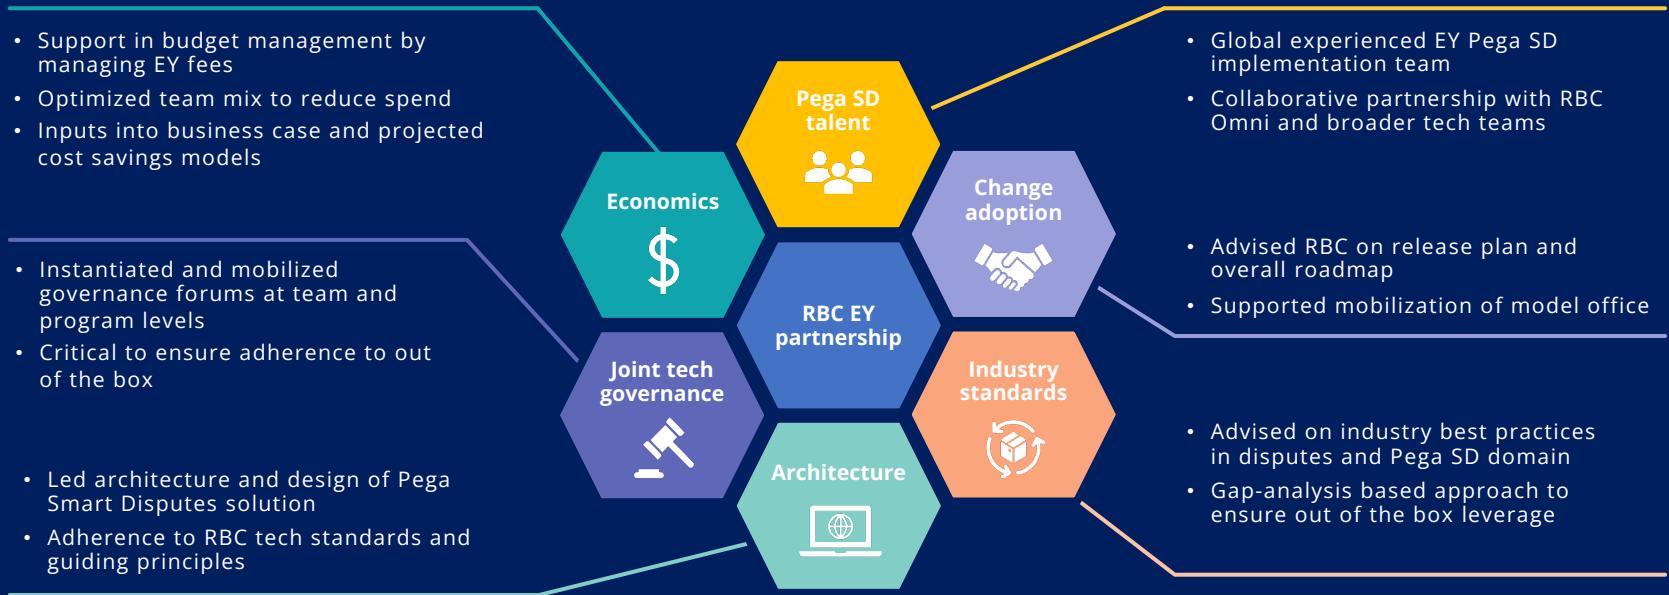 • Support in budget management by
managing EY fees
• Optimized team mix to reduce spend
• Inputs into business case and projected
cost savings models
• Instantiated and mobilized
governance forums at team and
program levels
• Critical to ensure adherence to out
of the box
• Led architecture and design of Pega
Smart Disputes solution
• Adherence to RBC tech standards and
guiding principles
Pega SD
talent
Economics
$
Change
adoption
RBC EY
partnership
Joint tech
governance
Industry
standards
Architecture
• Global experienced EY Pega SD
implementation team
• Collaborative partnership with RBC
Omni and broader tech teams
• Advised RBC on release plan and
overall roadmap
• Supported mobilization of model office
• Advised on industry best practices
in disputes and Pega SD domain
• Gap-analysis based approach to
ensure out of the box leverage